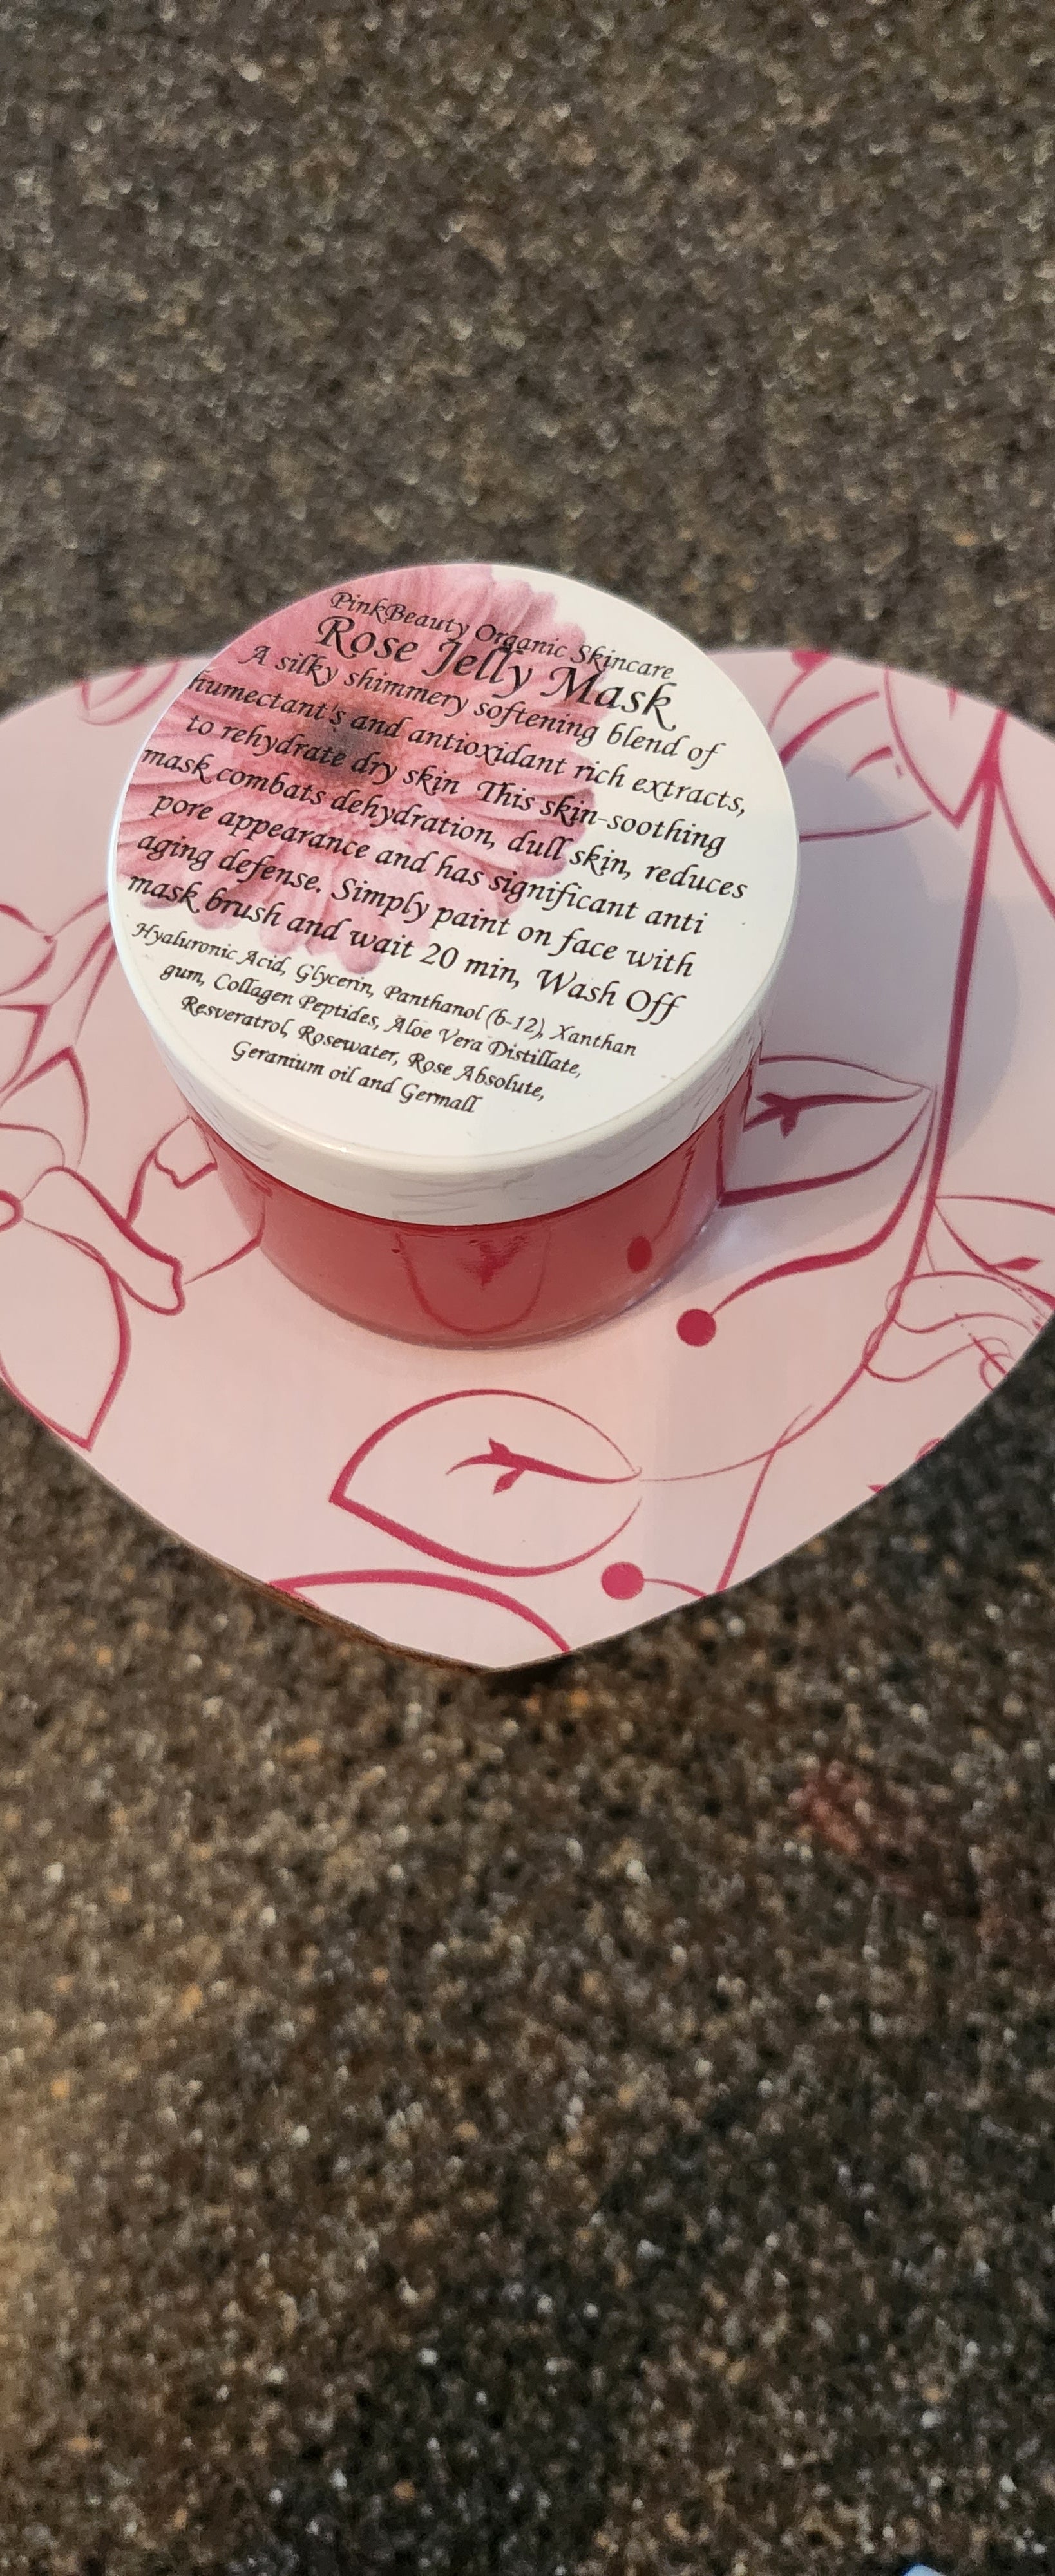 PinkBeauty Organic Skincare
Rose Jelly Mask
A silky shimmery softening blend of
humectant's and antioxidant rich extracts,
to rehydrate dry skin This skin-soothing
mask combats dehydration, dull skin, reduces
pore appearance and has significant anti
aging defense. Simply paint on face with
mask brush and wait 20 min, Wash Off
Hyaluronic Acid, Glycerin, Panthanol (b-12), Xanthan
gum, Collagen Peptides, Aloe Vera Distillate,
Resveratrol, Rosewater, Rose Absolute,
Geranium oil and Germall